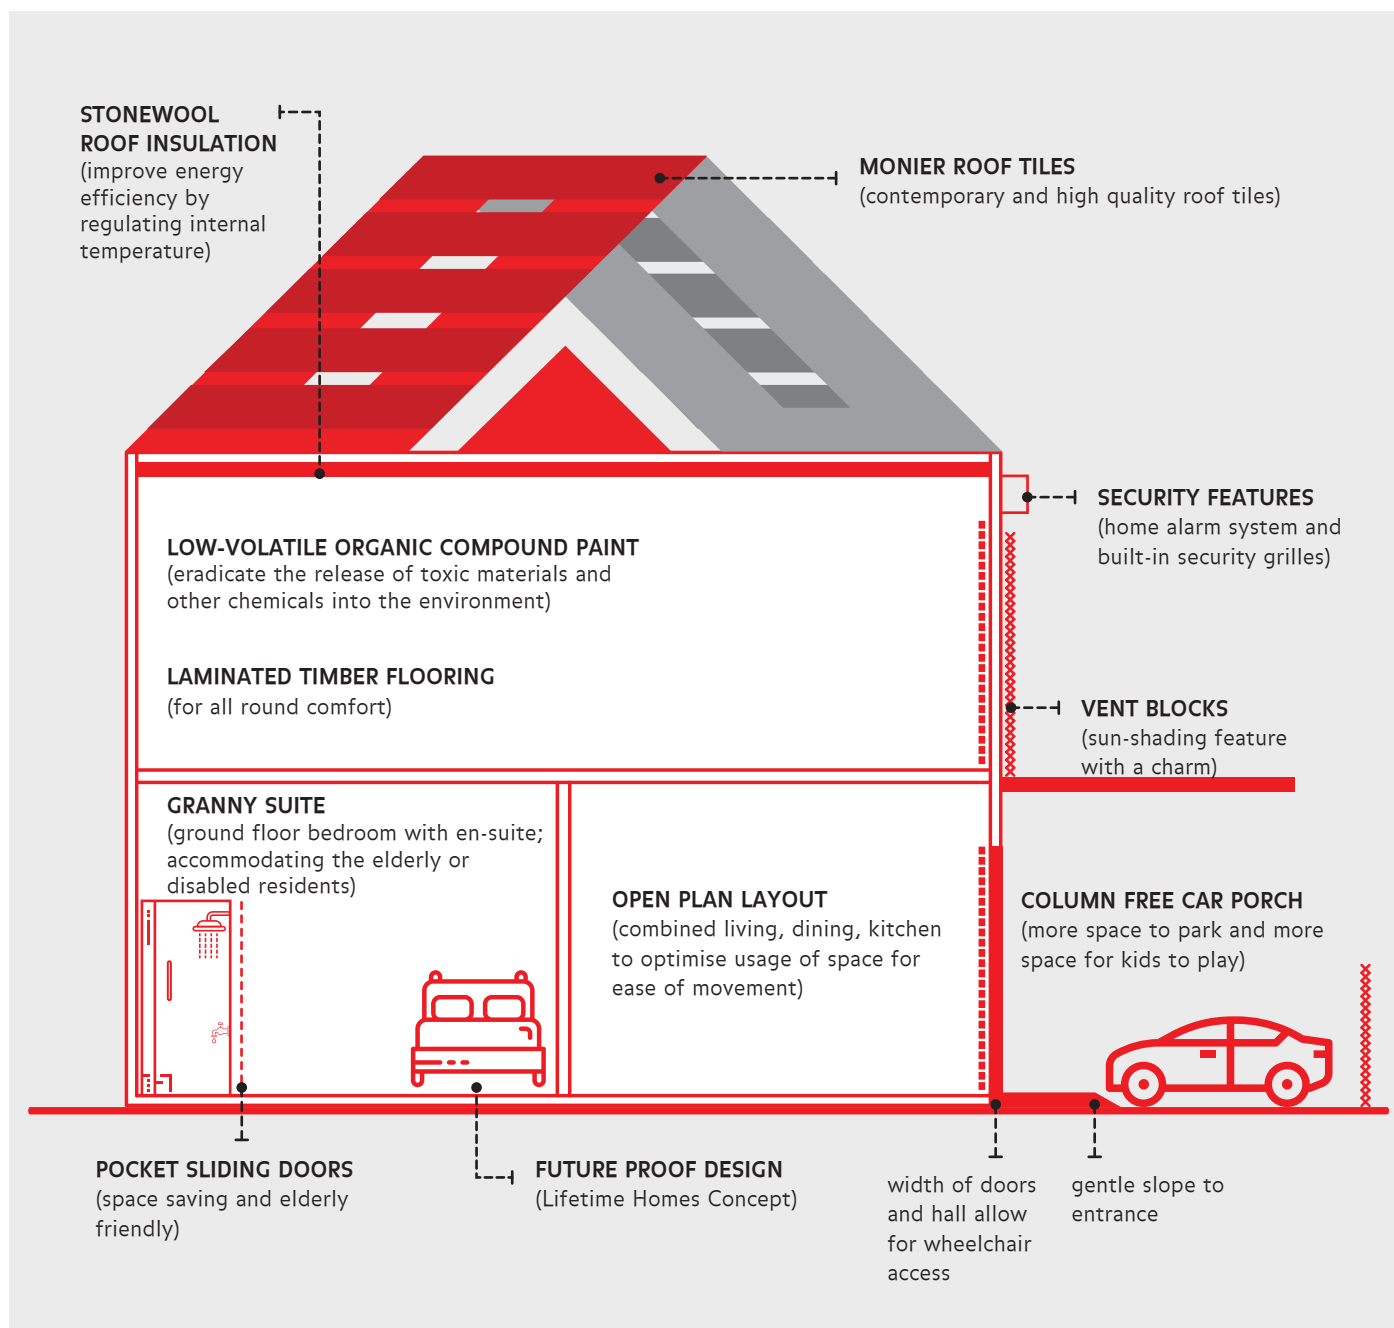 STONEWOOL
ROOF INSULATION
(improve energy
efficiency by
regulating internal
temperature)
MONIER ROOF TILES
(contemporary and high quality roof tiles)
SECURITY FEATURES
(home alarm system and
built-in security grilles)
LOW-VOLATILE ORGANIC COMPOUND PAINT
(eradicate the release of toxic materials and
other chemicals into the environment)
LAMINATED TIMBER FLOORING
(for all round comfort)
VENT BLOCKS
(sun-shading feature
with a charm)
GRANNY SUITE
(ground floor bedroom with en-suite;
accommodating the elderly or
disabled residents)
OPEN PLAN LAYOUT
(combined living, dining, kitchen
to optimise usage of space for
ease of movement)
COLUMN FREE CAR PORCH
(more space to park and more
space for kids to play)
POCKET SLIDING DOORS
(space saving and elderly
friendly)
FUTURE PROOF DESIGN
(Lifetime Homes Concept)
width of doors
and hall allow
for wheelchair
access
gentle slope to
entrance